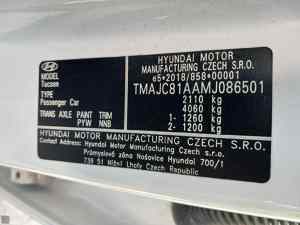 HYUNDAI MOTOR
MANUFACTURING CZECH S.R.O.
e5*2018/858*00001
TMAJC81AAMJ086501
HYUNDAI
MODEL
Tucson
TYPE
Passenger Car
TRANS AXLE PAINT TRIM
PYW NNB
2110 kg
4060 kg
1- 1260 kg
2- 1200 kg
HYUNDAI MOTOR MANUFACTURING CZECH S.R.O.
Contact Address: Hyundai Motor Manufacturing Czech s.r.o.
Průmyslová zóna Nošovice Hyundai 700/1
739 51 Nižní Lhoty Czech Republic